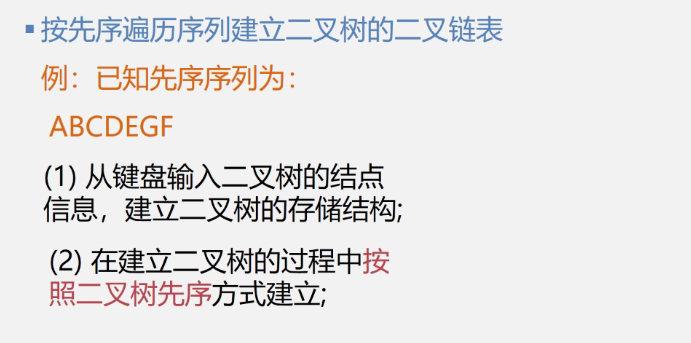 ▪按先序遍历序列建立二叉树的二叉链表
例：已知先序序列为：
ABCDEGF
(1) 从键盘输入二叉树的结点
信息，建立二叉树的存储结构;
(2) 在建立二叉树的过程中按
照二叉树先序方式建立;